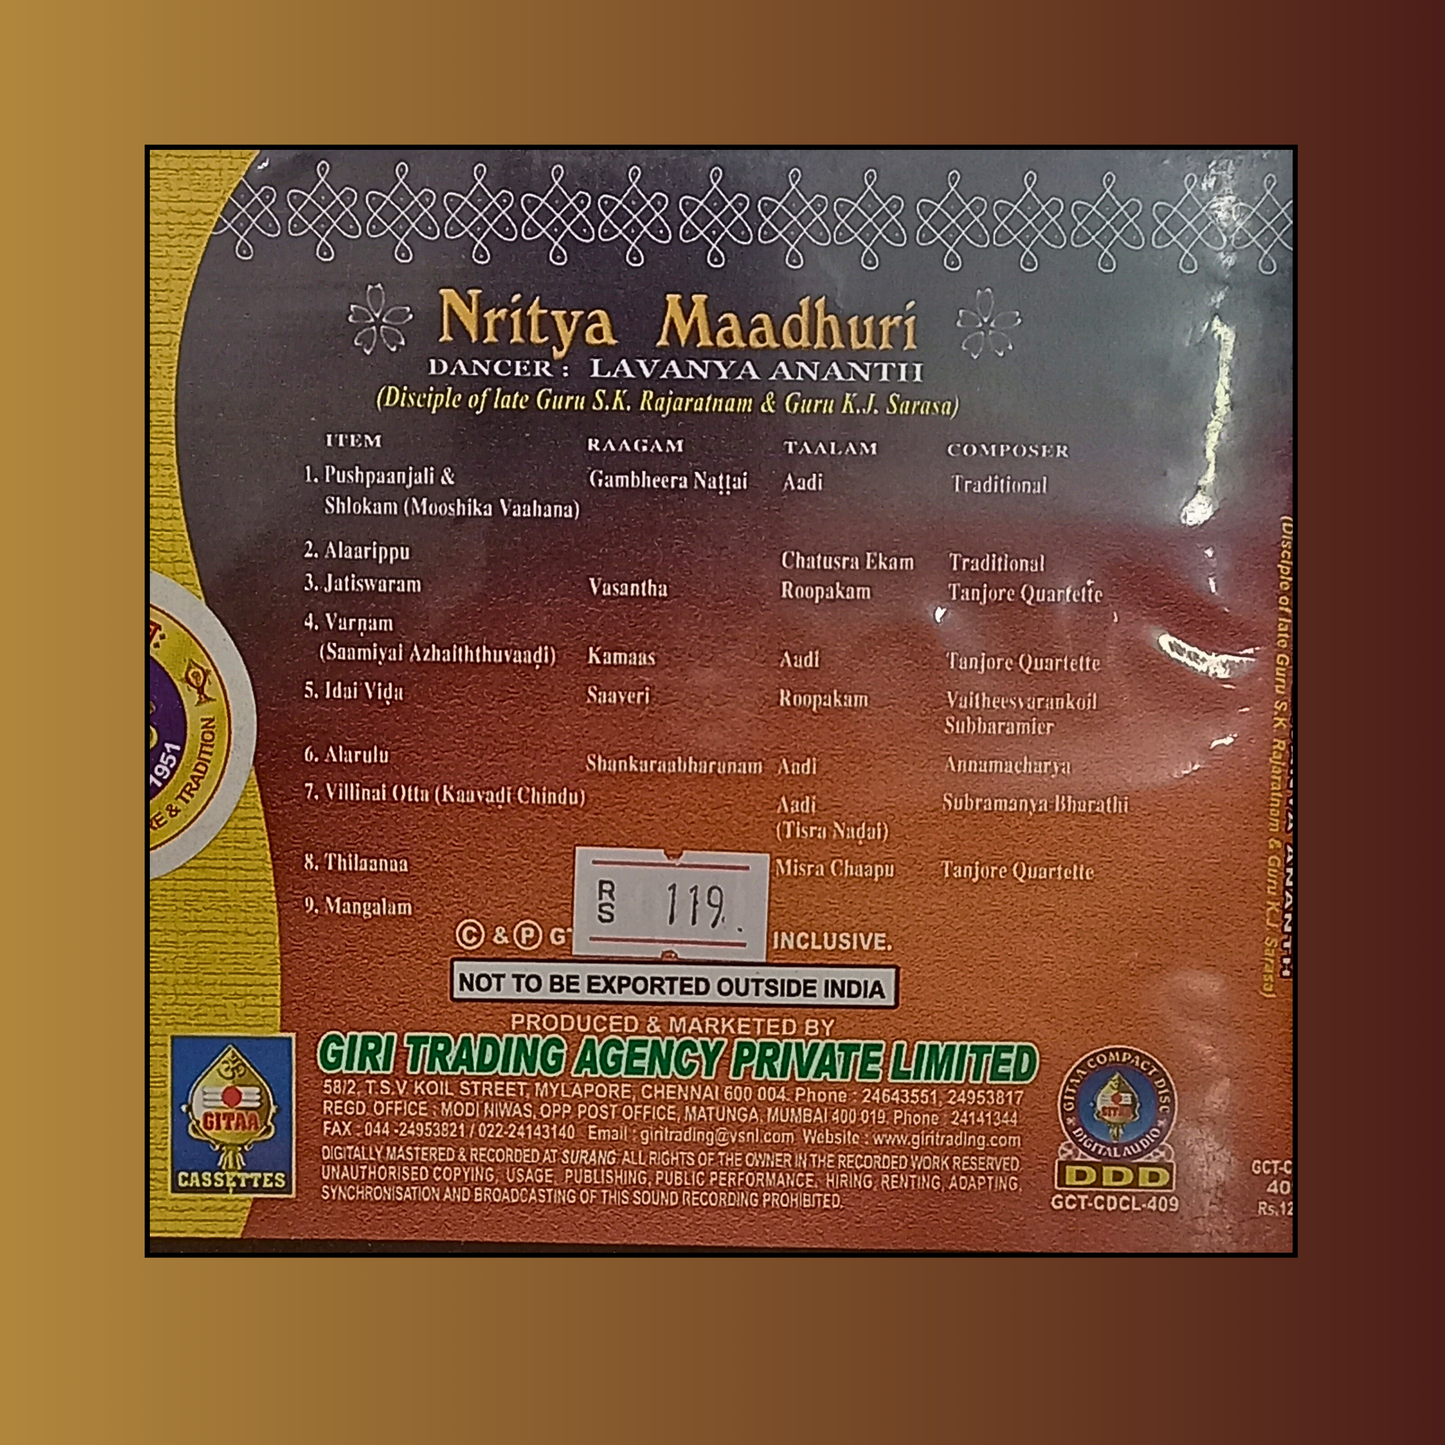 Nritya Maadhuri
DANCER : LAVANYA ANANTH
(Disciple of late Guru S.K. Rajaratnam & Guru K.J. Sarasa)
ITEM RAAGAM TAALAM COMPOSER
1. Pushpaanjali & Gambheera Naṭṭai Aadi Traditional
Shlokam (Mooshika Vaahana)
2. Alaarippu Chatusra Ekam Traditional
3. Jatiswaram Vasantha Roopakam Tanjore Quartette
4. Varṇam
(Saamiyai Azhaiththuvaaḍi) Kamaas Aadi Tanjore Quartette
5. Idai Viḍa Saaveri Roopakam Vaitheesvarankoil
Subbaramier
6. Alarulu Shankaraabharanam Aadi Annamacharya
7. Villinai Otta (Kaavaḍi Chindu) Aadi Subramanya Bharathi
(Tisra Naḍai)
8. Thilaanaa Misra Chaapu Tanjore Quartette
9. Mangalam
RS 119.
© & ℗ INCLUSIVE.
NOT TO BE EXPORTED OUTSIDE INDIA
PRODUCED & MARKETED BY
GIRI TRADING AGENCY PRIVATE LIMITED
58/2, T.S.V KOIL STREET, MYLAPORE, CHENNAI 600 004. Phone : 24643551, 24953817
REGD. OFFICE : MODI NIWAS, OPP. POST OFFICE, MATUNGA, MUMBAI 400 019. Phone : 24141344
FAX : 044 -24953821 / 022-24143140 Email : giritrading@vsnl.com Website : www.giritrading.com
DIGITALLY MASTERED & RECORDED AT SURANG. ALL RIGHTS OF THE OWNER IN THE RECORDED WORK RESERVED.
UNAUTHORISED COPYING, USAGE, PUBLISHING, PUBLIC PERFORMANCE, HIRING, RENTING, ADAPTING,
SYNCHRONISATION AND BROADCASTING OF THIS SOUND RECORDING PROHIBITED.
GITAA
CASSETTES
GITAA COMPACT DISC
GITAA
DIGITAL AUDIO
DDD
GCT-CDCL-409
1951
& TRADITION
(Disciple of late Guru S.K. Rajaratnam & Guru K.J. Sarasa)
ANANTH